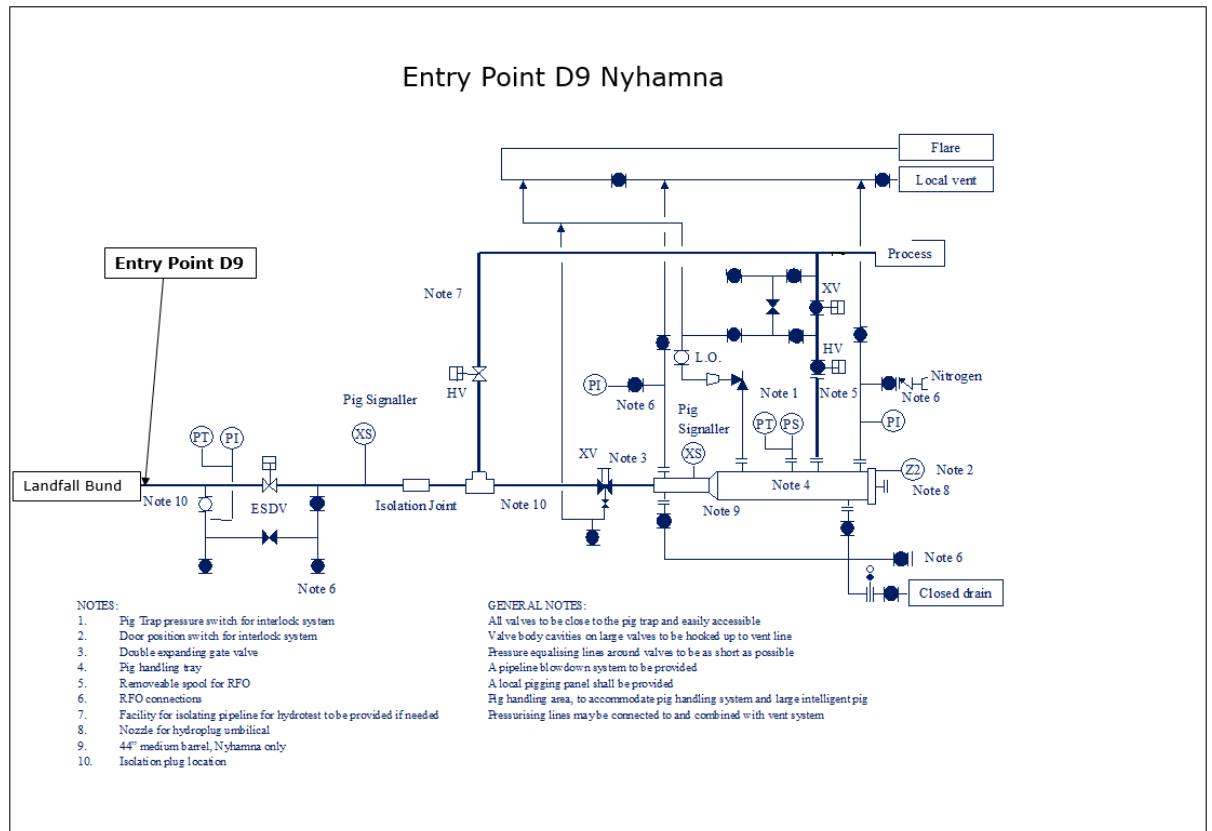 Entry Point D9 Nyhamna
Flare
Local vent
Entry Point D9
Process
Note 7
XV
HV
L.O.
HV
Nitrogen
PI
Note 1
Note 5
Note 6
Note 6
Pig Signaller
Pig
Signaller
PT
PS
PI
PT
PI
XS
XV
Note 3
XS
Z2
Note 2
Landfall Bund
Note 10
ESDV
Isolation Joint
Note 10
Note 4
Note 8
Note 9
Note 6
Note 6
Closed drain
NOTES:
1. Pig Trap pressure switch for interlock system
2. Door position switch for interlock system
3. Double expanding gate valve
4. Pig handling tray
5. Removeable spool for RFO
6. RFO connections
7. Facility for isolating pipeline for hydrotest to be provided if needed
8. Nozzle for hydroplug umbilical
9. 44” medium barrel, Nyhamna only
10. Isolation plug location
GENERAL NOTES:
All valves to be close to the pig trap and easily accessible
Valve body cavities on large valves to be hooked up to vent line
Pressure equalising lines around valves to be as short as possible
A pipeline blowdown system to be provided
A local pigging panel shall be provided
Pig handling area, to accommodate pig handling system and large intelligent pig
Pressurising lines may be connected to and combined with vent system